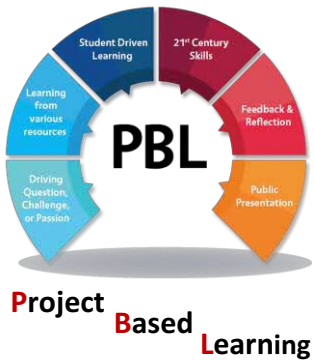 Driving
Question,
Challenge,
or Passion
Learning
from
various
resources
Student Driven
Learning
21st Century
Skills
Feedback &
Reflection
Public
Presentation
PBL
Project
Based
Learning